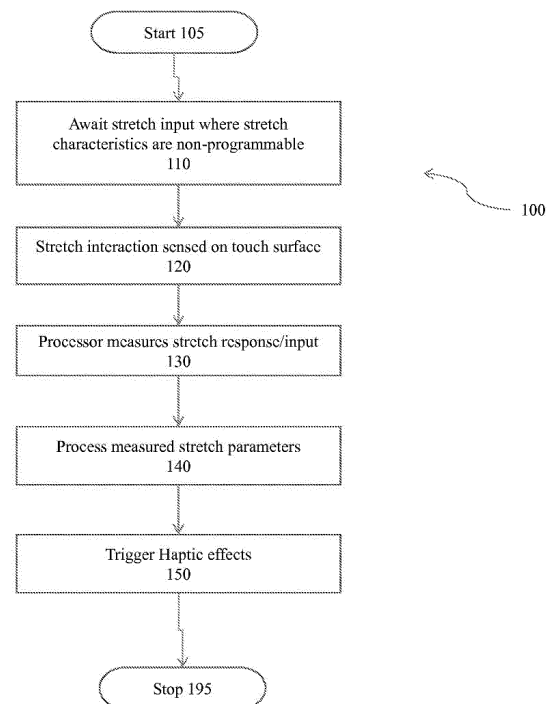 Start 105
Await stretch input where stretch
characteristics are non-programmable
110
100
Stretch interaction sensed on touch surface
120
Processor measures stretch response/input
130
Process measured stretch parameters
140
Trigger Haptic effects
150
Stop 195